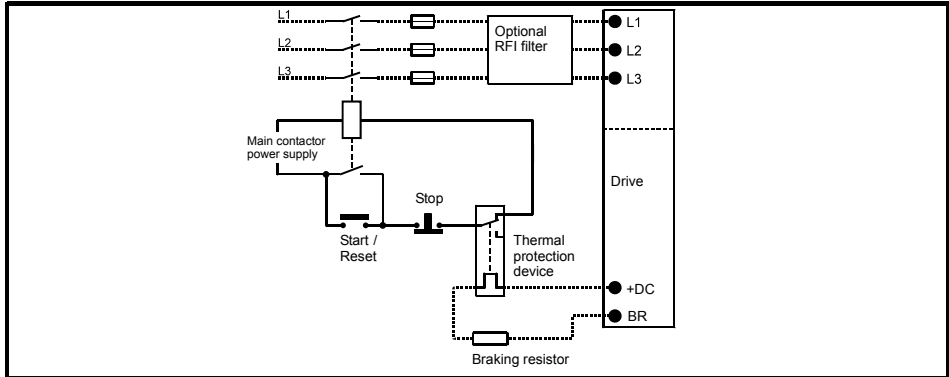 L1
L2
L3
Optional
RFI filter
L1
L2
L3
Main contactor
power supply
Drive
Stop
Start /
Reset
Thermal
protection
device
+DC
BR
Braking resistor